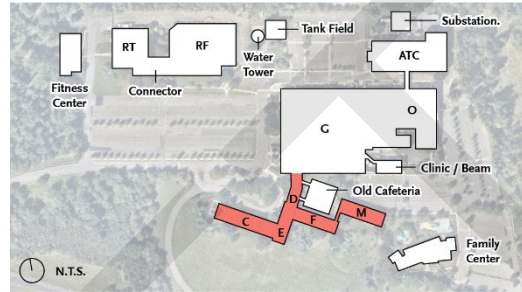 Substation.
Tank Field
RT
RF
Water
Tower
ATC
Fitness
Center
Connector
O
G
Clinic / Beam
D
Old Cafeteria
C
E
F
M
Family
Center
N.T.S.